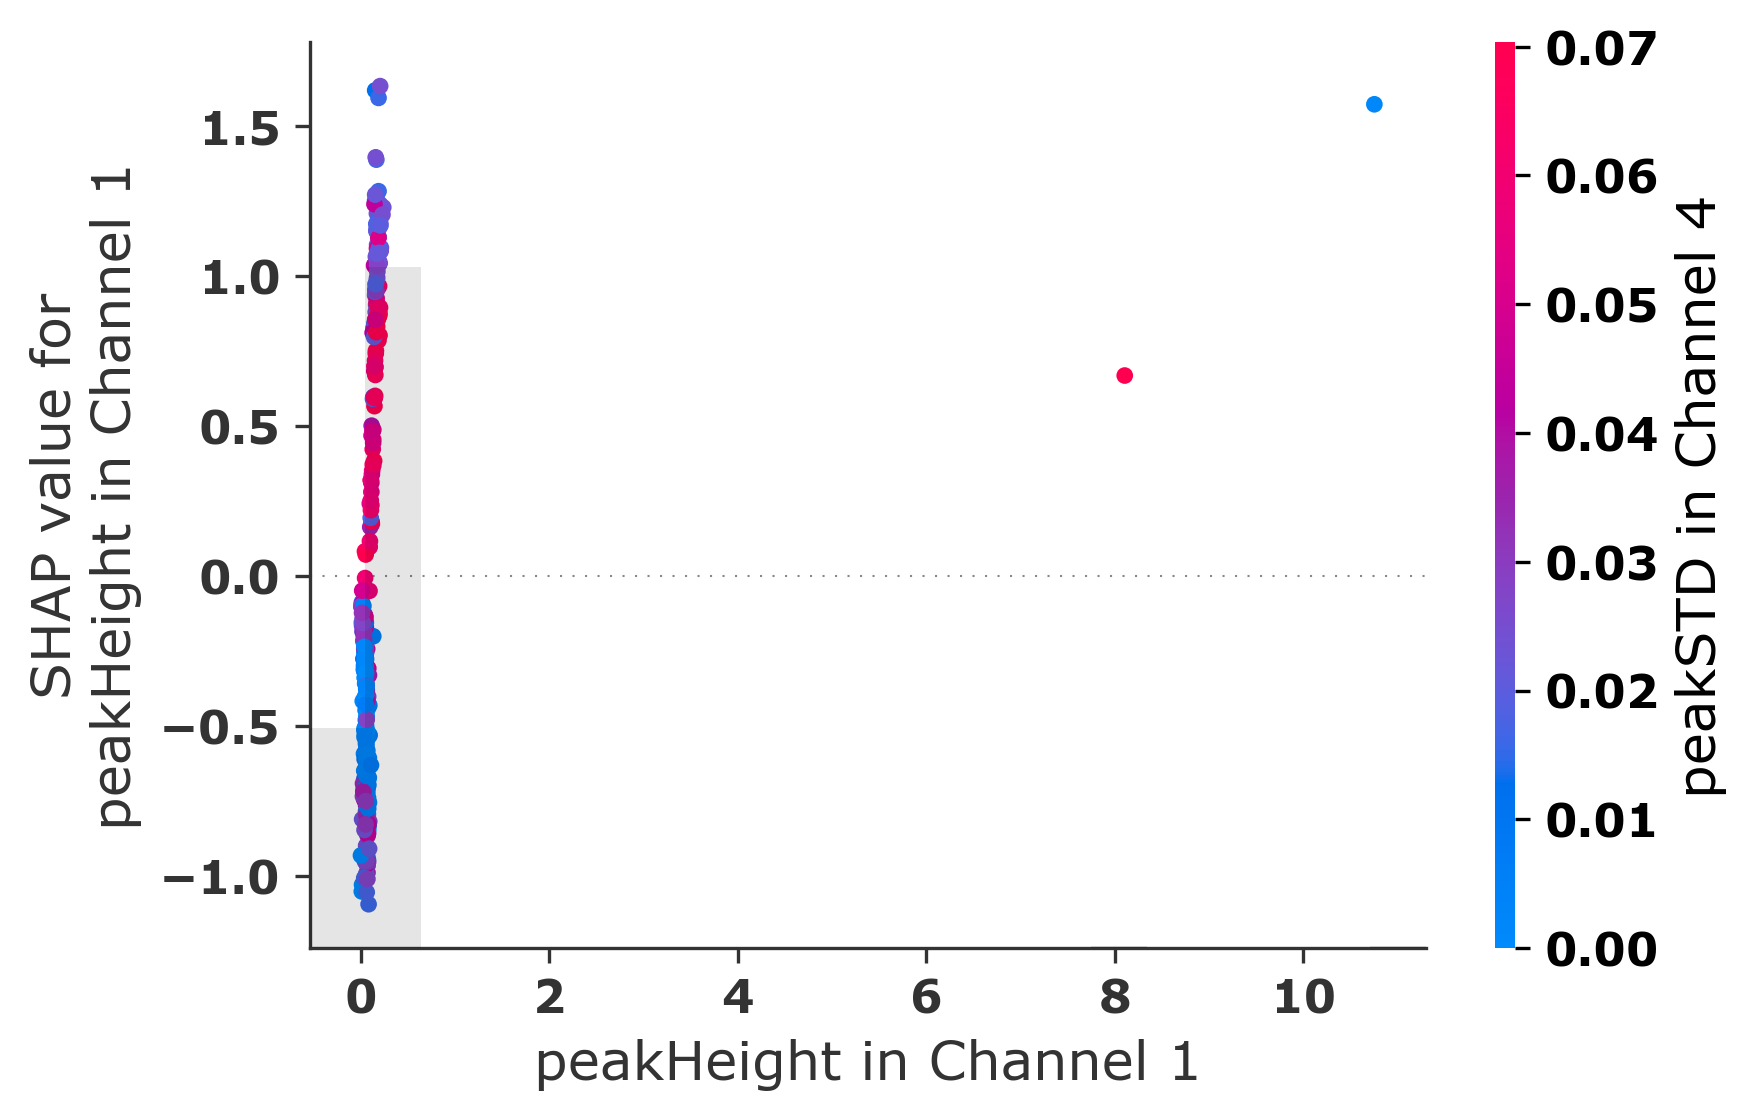 SHAP value for
peakHeight in Channel 1
1.5
1.0
0.5
0.0
−0.5
−1.0
0 2 4 6 8 10
peakHeight in Channel 1
0.07
0.06
0.05
0.04
0.03
0.02
0.01
0.00
peakSTD in Channel 4